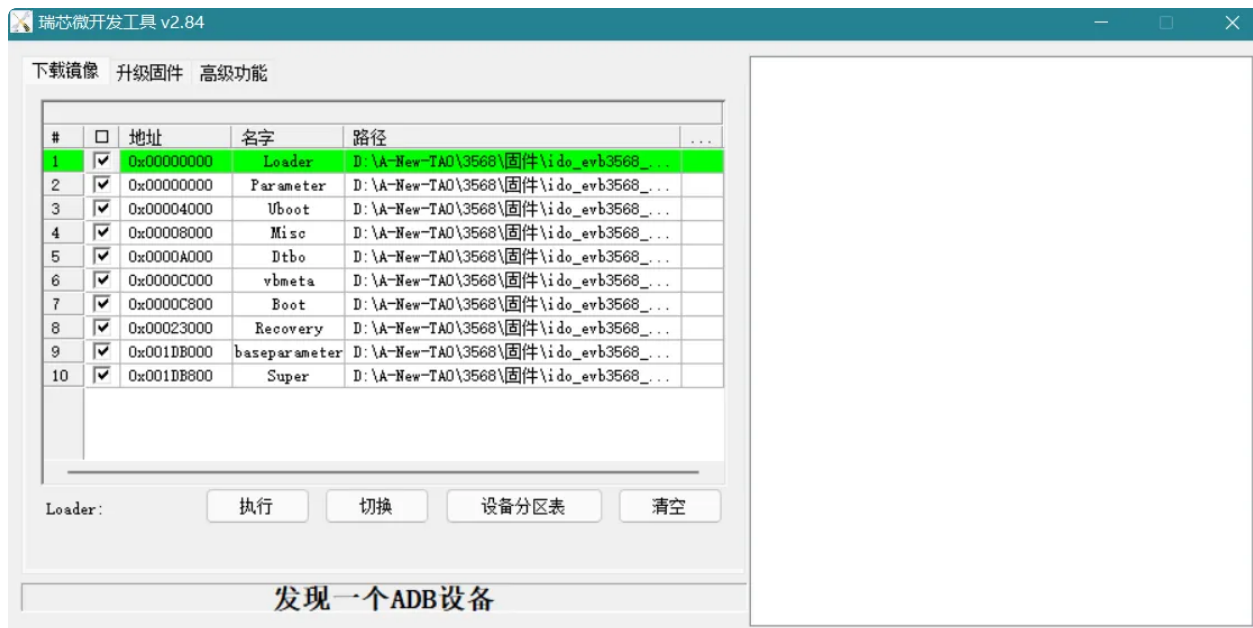 瑞芯微开发工具 v2.84
下载镜像 升级固件 高级功能
# 地址 名字 路径 ...
1 0x00000000 Loader D:\A-New-TAO\3568\固件\ido_evb3568_...
2 0x00000000 Parameter D:\A-New-TAO\3568\固件\ido_evb3568_...
3 0x00004000 Uboot D:\A-New-TAO\3568\固件\ido_evb3568_...
4 0x00008000 Misc D:\A-New-TAO\3568\固件\ido_evb3568_...
5 0x0000A000 Dtbo D:\A-New-TAO\3568\固件\ido_evb3568_...
6 0x0000C000 vbmeta D:\A-New-TAO\3568\固件\ido_evb3568_...
7 0x0000C800 Boot D:\A-New-TAO\3568\固件\ido_evb3568_...
8 0x00023000 Recovery D:\A-New-TAO\3568\固件\ido_evb3568_...
9 0x001DB000 baseparameter D:\A-New-TAO\3568\固件\ido_evb3568_...
10 0x001DB800 Super D:\A-New-TAO\3568\固件\ido_evb3568_...
Loader: 执行 切换 设备分区表 清空
发现一个ADB设备